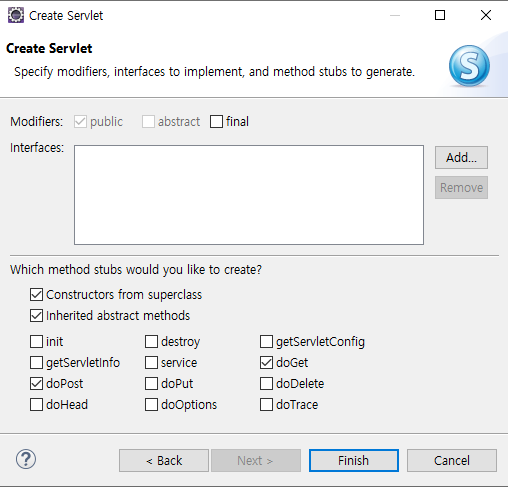 Create Servlet
Create Servlet
Specify modifiers, interfaces to implement, and method stubs to generate.
S
Modifiers: public abstract final
Interfaces:
Add...
Remove
Which method stubs would you like to create?
Constructors from superclass
Inherited abstract methods
init destroy getServletConfig
getServletInfo service doGet
doPost doPut doDelete
doHead doOptions doTrace
? < Back Next > Finish Cancel